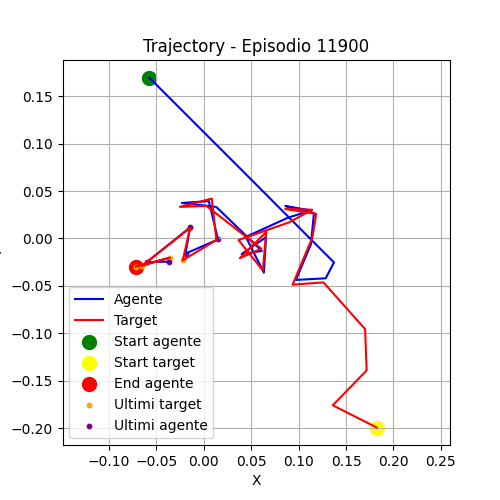 Trajectory - Episodio 11900
0.15
0.10
0.05
0.00
−0.05
−0.10
−0.15
−0.20
Agente
Target
Start agente
Start target
End agente
Ultimi target
Ultimi agente
−0.10 −0.05 0.00 0.05 0.10 0.15 0.20 0.25
X